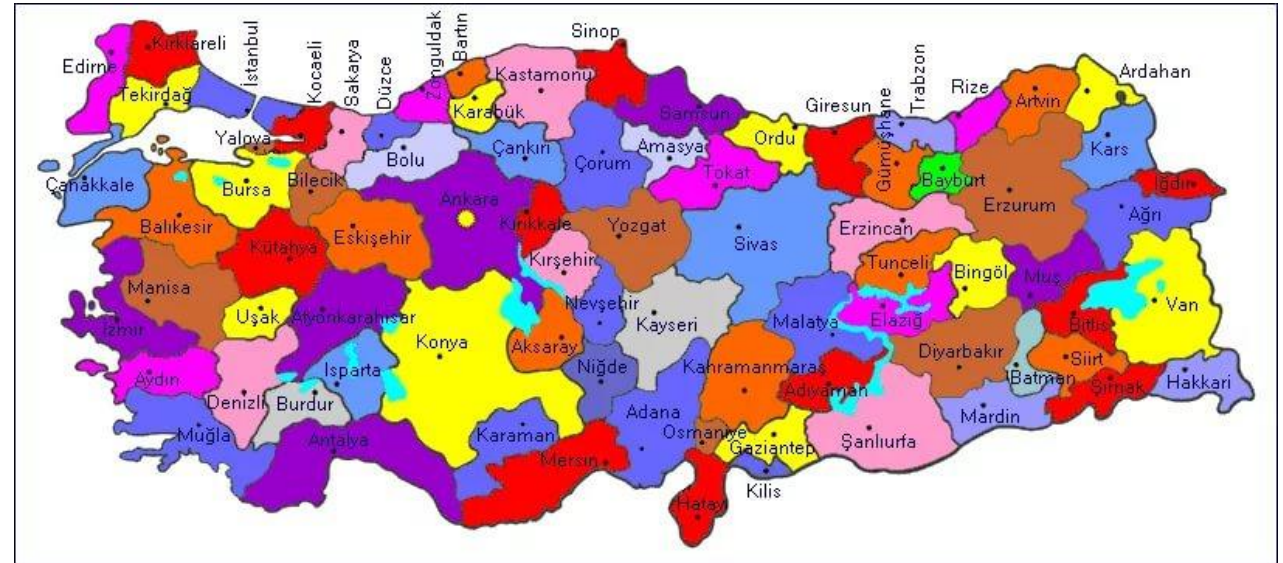 Edirne
Kırklareli
Tekirdağ
İstanbul
Kocaeli
Sakarya
Düzce
Zonguldak
Bartın
Karabük
Kastamonu
Sinop
Samsun
Ordu
Giresun
Gümüşhane
Trabzon
Rize
Artvin
Ardahan
Yalova
Bolu
Çankırı
Çorum
Amasya
Tokat
Bayburt
Kars
Iğdır
Çanakkale
Bursa
Bilecik
Ankara
Kırıkkale
Yozgat
Sivas
Erzincan
Erzurum
Ağrı
Balıkesir
Kütahya
Eskişehir
Kırşehir
Tunceli
Bingöl
Muş
Manisa
Uşak
Afyonkarahisar
Nevşehir
Kayseri
Malatya
Elazığ
Bitlis
Van
İzmir
Konya
Aksaray
Diyarbakır
Aydın
Denizli
Isparta
Burdur
Niğde
Kahramanmaraş
Adıyaman
Batman
Siirt
Şırnak
Hakkari
Muğla
Antalya
Karaman
Adana
Osmaniye
Gaziantep
Şanlıurfa
Mardin
Mersin
Kilis
Hatay